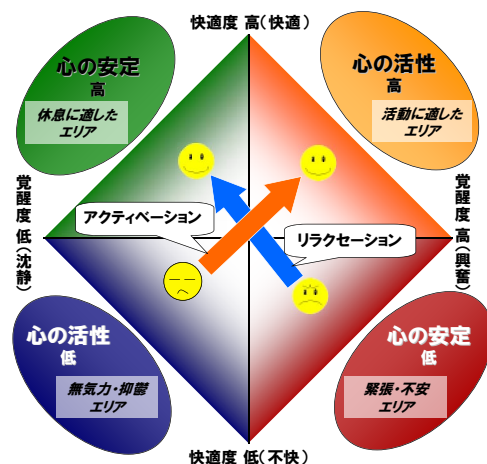 快適度 高(快適)
心の安定
高
休息に適した
エリア
心の活性
高
活動に適した
エリア
覚醒度 低(沈静)
覚醒度 高(興奮)
アクティベーション
リラクセーション
心の活性
低
無気力・抑鬱
エリア
心の安定
低
緊張・不安
エリア
快適度 低(不快)